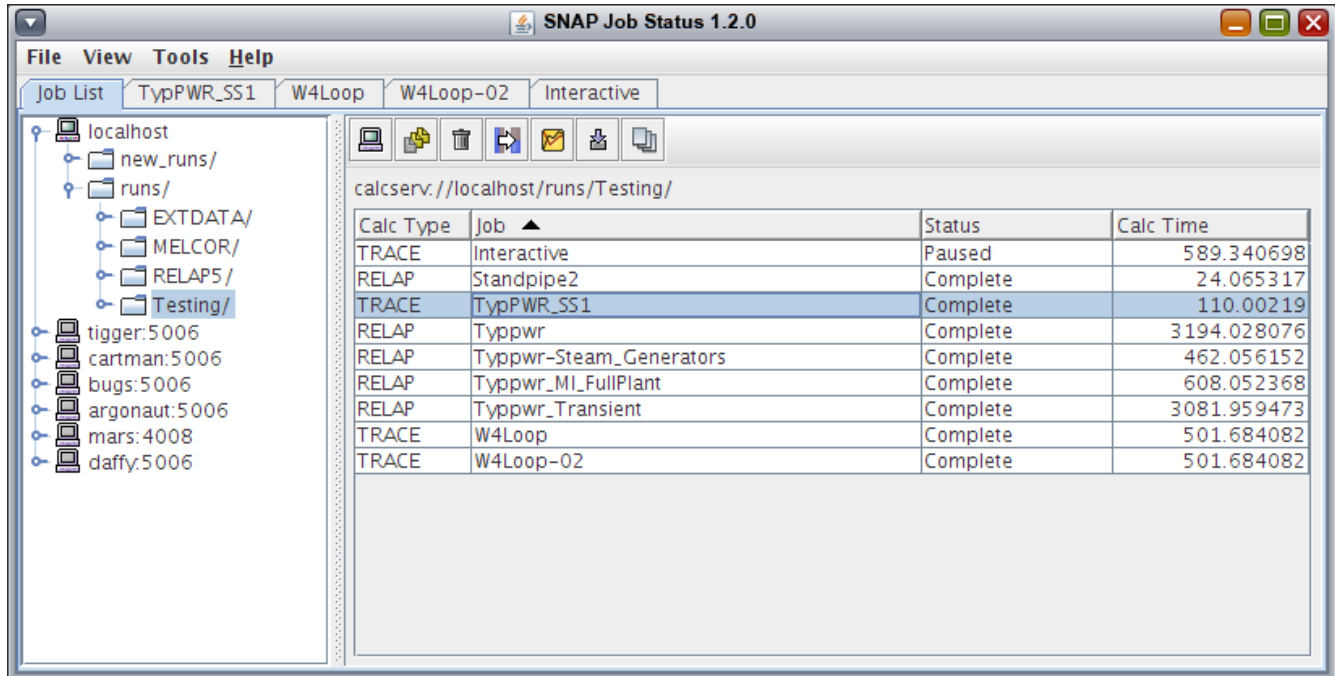 SNAP Job Status 1.2.0
File View Tools Help
Job List TypPWR_SS1 W4Loop W4Loop-02 Interactive
localhost
new_runs/
runs/
EXTDATA/
MELCOR/
RELAP5/
Testing/
tigger:5006
cartman:5006
bugs:5006
argonaut:5006
mars:4008
daffy:5006
calcserv://localhost/runs/Testing/
Calc Type Job Status Calc Time
TRACE Interactive Paused 589.340698
RELAP Standpipe2 Complete 24.065317
TRACE TypPWR_SS1 Complete 110.00219
RELAP Typpwr Complete 3194.028076
RELAP Typpwr-Steam_Generators Complete 462.056152
RELAP Typpwr_MI_FullPlant Complete 608.052368
RELAP Typpwr_Transient Complete 3081.959473
TRACE W4Loop Complete 501.684082
TRACE W4Loop-02 Complete 501.684082